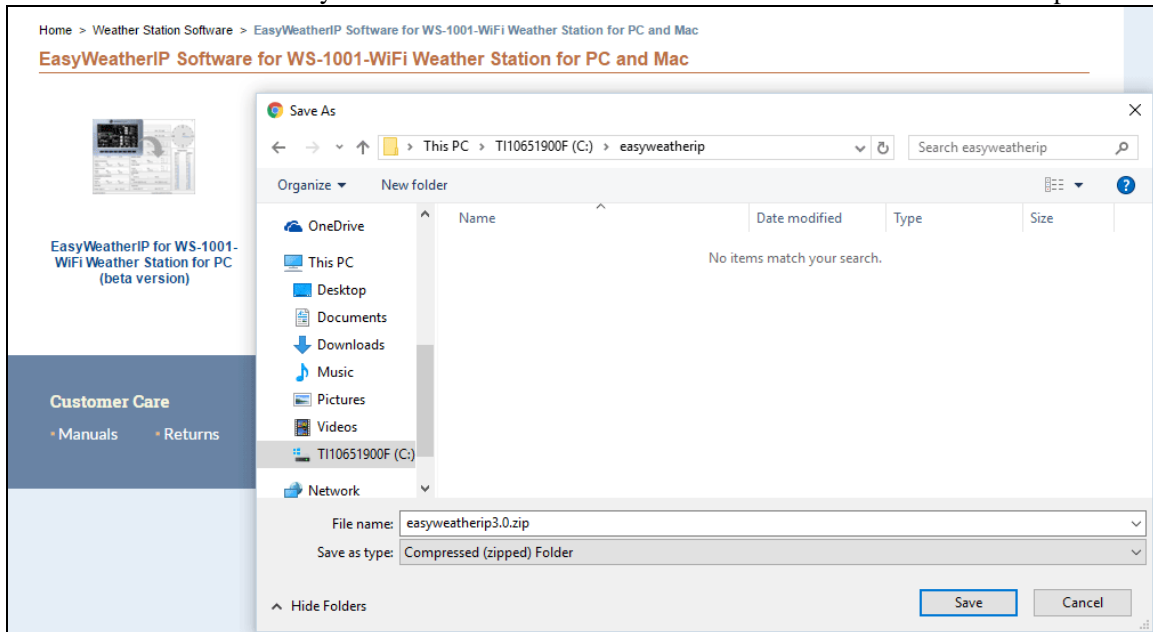 Home > Weather Station Software > EasyWeatherIP Software for WS-1001-WiFi Weather Station for PC and Mac
EasyWeatherIP Software for WS-1001-WiFi Weather Station for PC and Mac
Save As
This PC > TI10651900F (C:) > easyweatherip
Search easyweatherip
Organize
New folder
Name
Date modified
Type
Size
No items match your search.
OneDrive
This PC
Desktop
Documents
Downloads
Music
Pictures
Videos
TI10651900F (C:)
Network
EasyWeatherIP for WS-1001-
WiFi Weather Station for PC
(beta version)
Customer Care
Manuals
Returns
File name: easyweatherip3.0.zip
Save as type: Compressed (zipped) Folder
Hide Folders
Save
Cancel